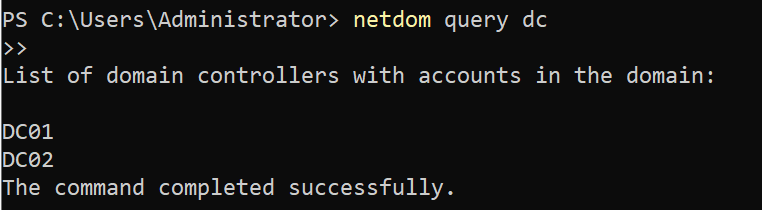 PS C:\Users\Administrator> netdom query dc
>>
List of domain controllers with accounts in the domain:
DC01
DC02
The command completed successfully.